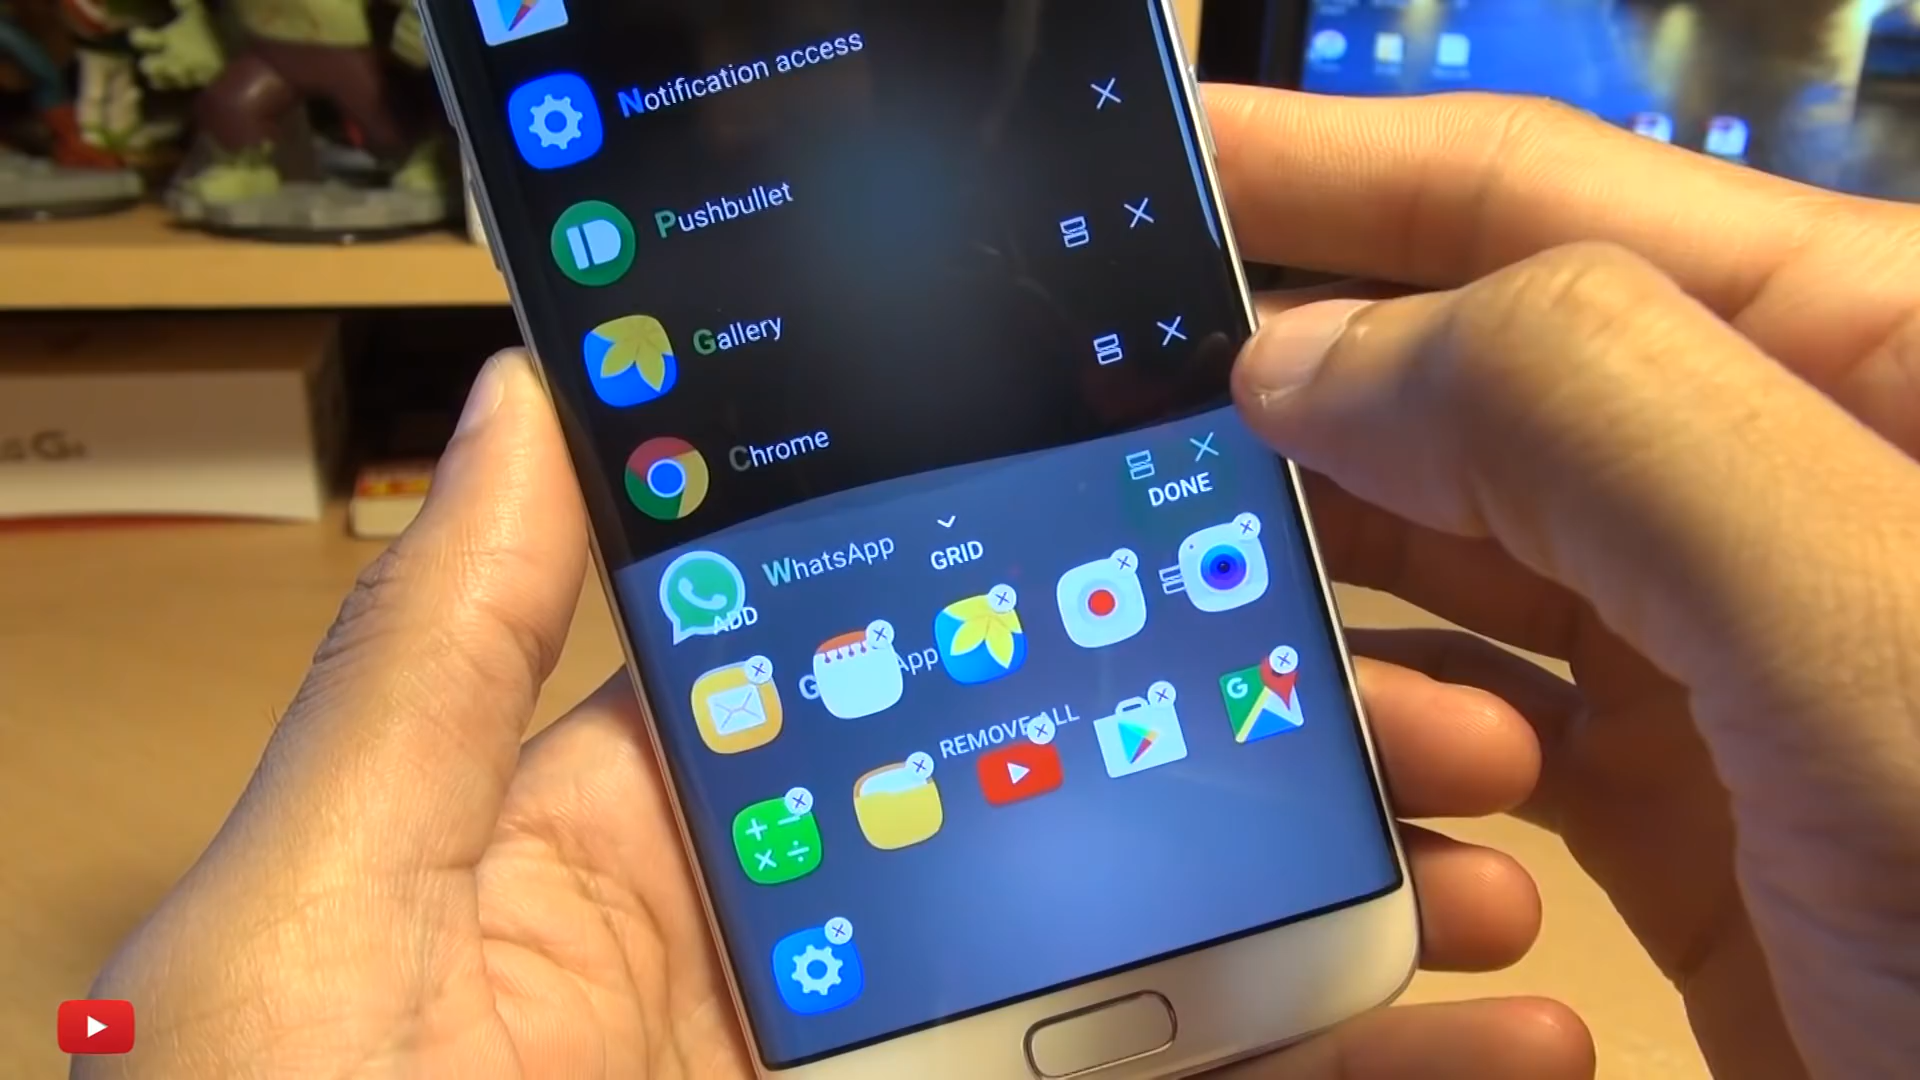 Notification access
Pushbullet
Gallery
Chrome
DONE
WhatsApp
GRID
ADD
G
App
REMOVE ALL
G